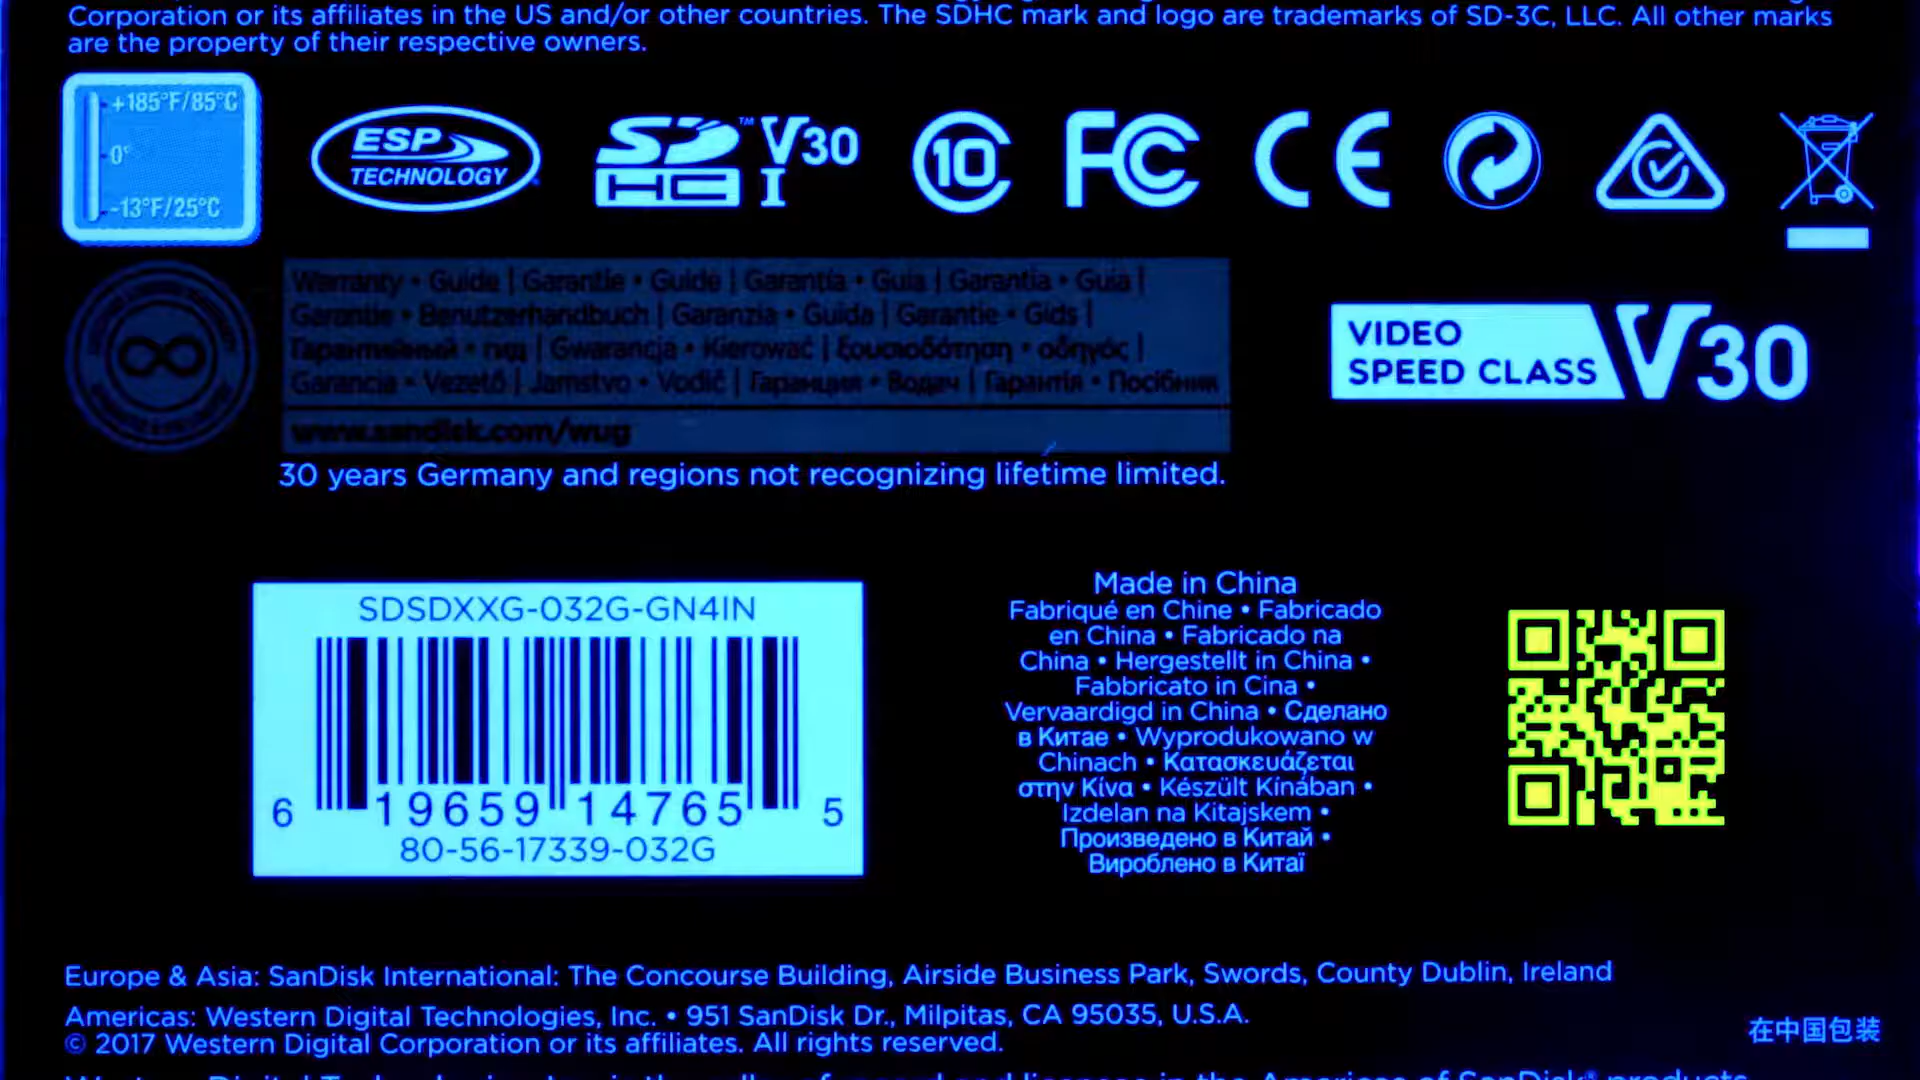 Corporation or its affiliates in the US and/or other countries. The SDHC mark and logo are trademarks of SD-3C, LLC. All other marks
are the property of their respective owners.
+185°F/85°C
0°
-13°F/25°C
ESP
TECHNOLOGY
SD™ V30
HC I
10
FC
CE
Warranty • Guide | Garantie • Guide | Garantía • Guía | Garantia • Guia |
Garantie • Benutzerhandbuch | Garanzia • Guida | Garantie • Gids |
Гарантийный • гид | Gwarancja • Kierować | ξουσιοδότηση • οδηγός |
Garancia • Vezető | Jamstvo • Vodič | Гаранция • Водач | Гарантія • Посібник
www.sandisk.com/wug
30 years Germany and regions not recognizing lifetime limited.
VIDEO
SPEED CLASS V30
SDSDXXG-032G-GN4IN
6 19659 14765 5
80-56-17339-032G
Made in China
Fabriqué en Chine • Fabricado
en China • Fabricado na
China • Hergestellt in China •
Fabbricato in Cina •
Vervaardigd in China • Сделано
в Китае • Wyprodukowano w
Chinach • Κατασκευάζεται
στην Κίνα • Készült Kínában •
Izdelan na Kitajskem •
Произведено в Китай •
Вироблено в Китаї
Europe & Asia: SanDisk International: The Concourse Building, Airside Business Park, Swords, County Dublin, Ireland
Americas: Western Digital Technologies, Inc. • 951 SanDisk Dr., Milpitas, CA 95035, U.S.A.
© 2017 Western Digital Corporation or its affiliates. All rights reserved.
在中国包装